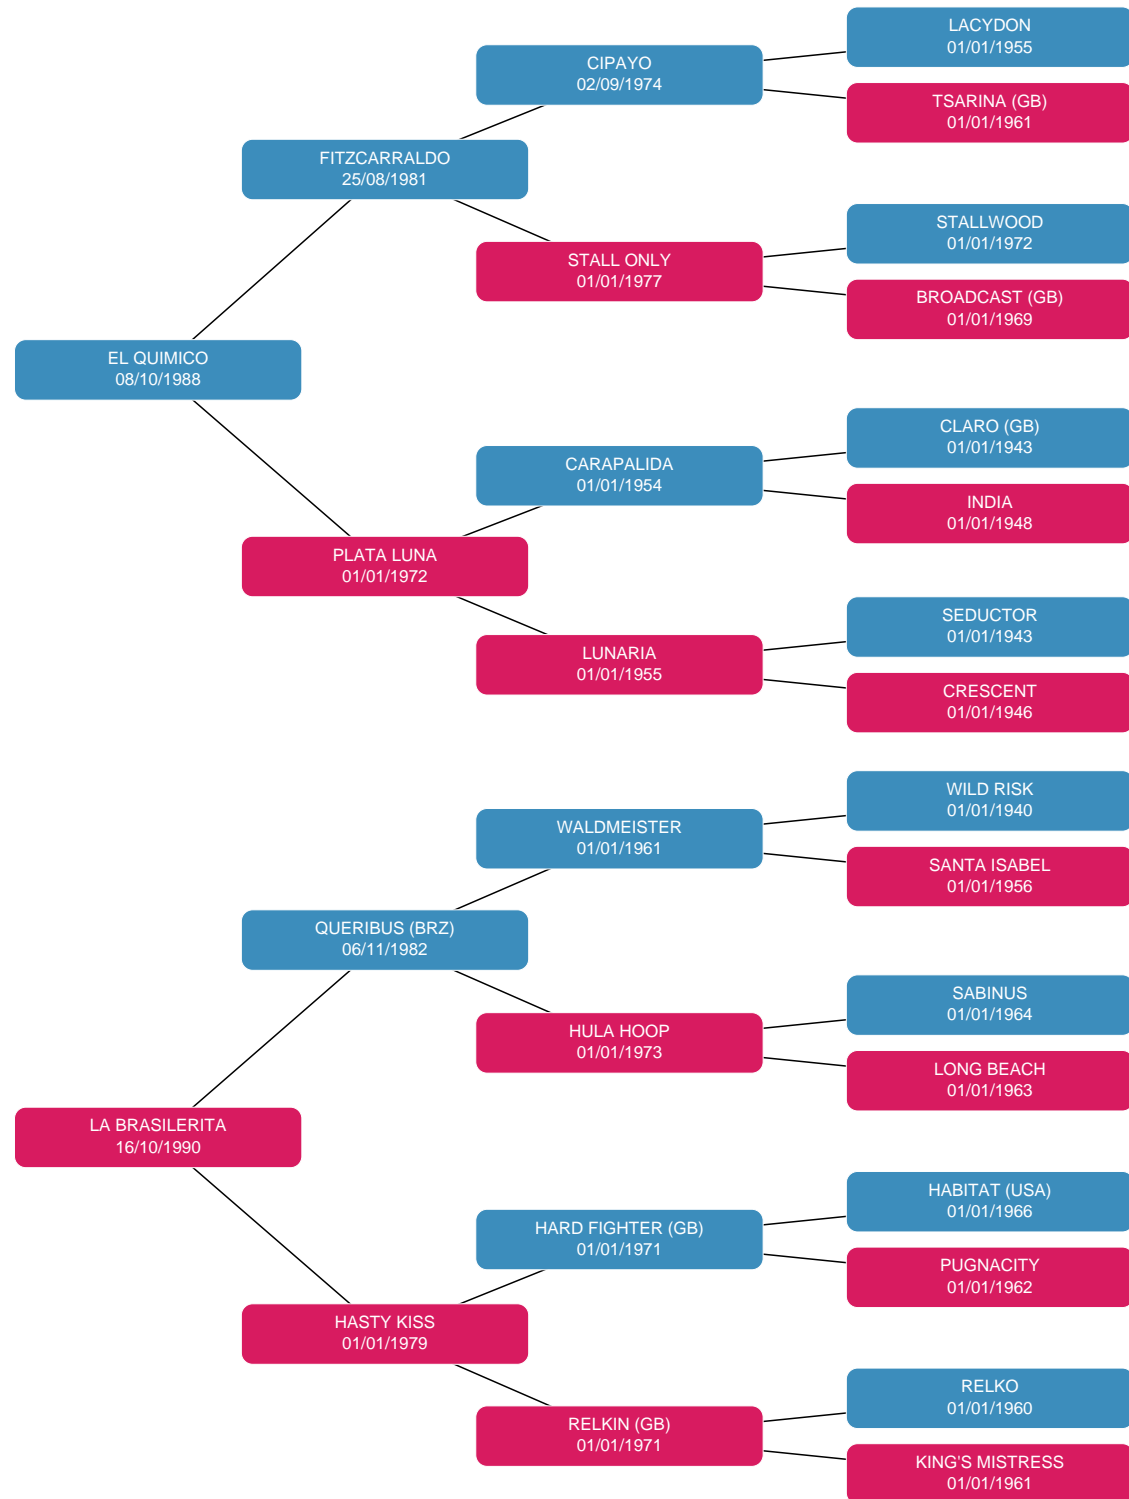 LACYDON
01/01/1955
CIPAYO
02/09/1974
TSARINA (GB)
01/01/1961
FITZCARRALDO
25/08/1981
STALLWOOD
01/01/1972
STALL ONLY
01/01/1977
BROADCAST (GB)
01/01/1969
EL QUIMICO
08/10/1988
CLARO (GB)
01/01/1943
CARAPALIDA
01/01/1954
INDIA
01/01/1948
PLATA LUNA
01/01/1972
SEDUCTOR
01/01/1943
LUNARIA
01/01/1955
CRESCENT
01/01/1946
WILD RISK
01/01/1940
WALDMEISTER
01/01/1961
SANTA ISABEL
01/01/1956
QUERIBUS (BRZ)
06/11/1982
SABINUS
01/01/1964
HULA HOOP
01/01/1973
LONG BEACH
01/01/1963
LA BRASILERITA
16/10/1990
HABITAT (USA)
01/01/1966
HARD FIGHTER (GB)
01/01/1971
PUGNACITY
01/01/1962
HASTY KISS
01/01/1979
RELKO
01/01/1960
RELKIN (GB)
01/01/1971
KING'S MISTRESS
01/01/1961